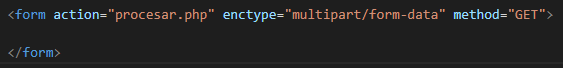 <form action="procesar.php" enctype="multipart/form-data" method="GET">
</form>